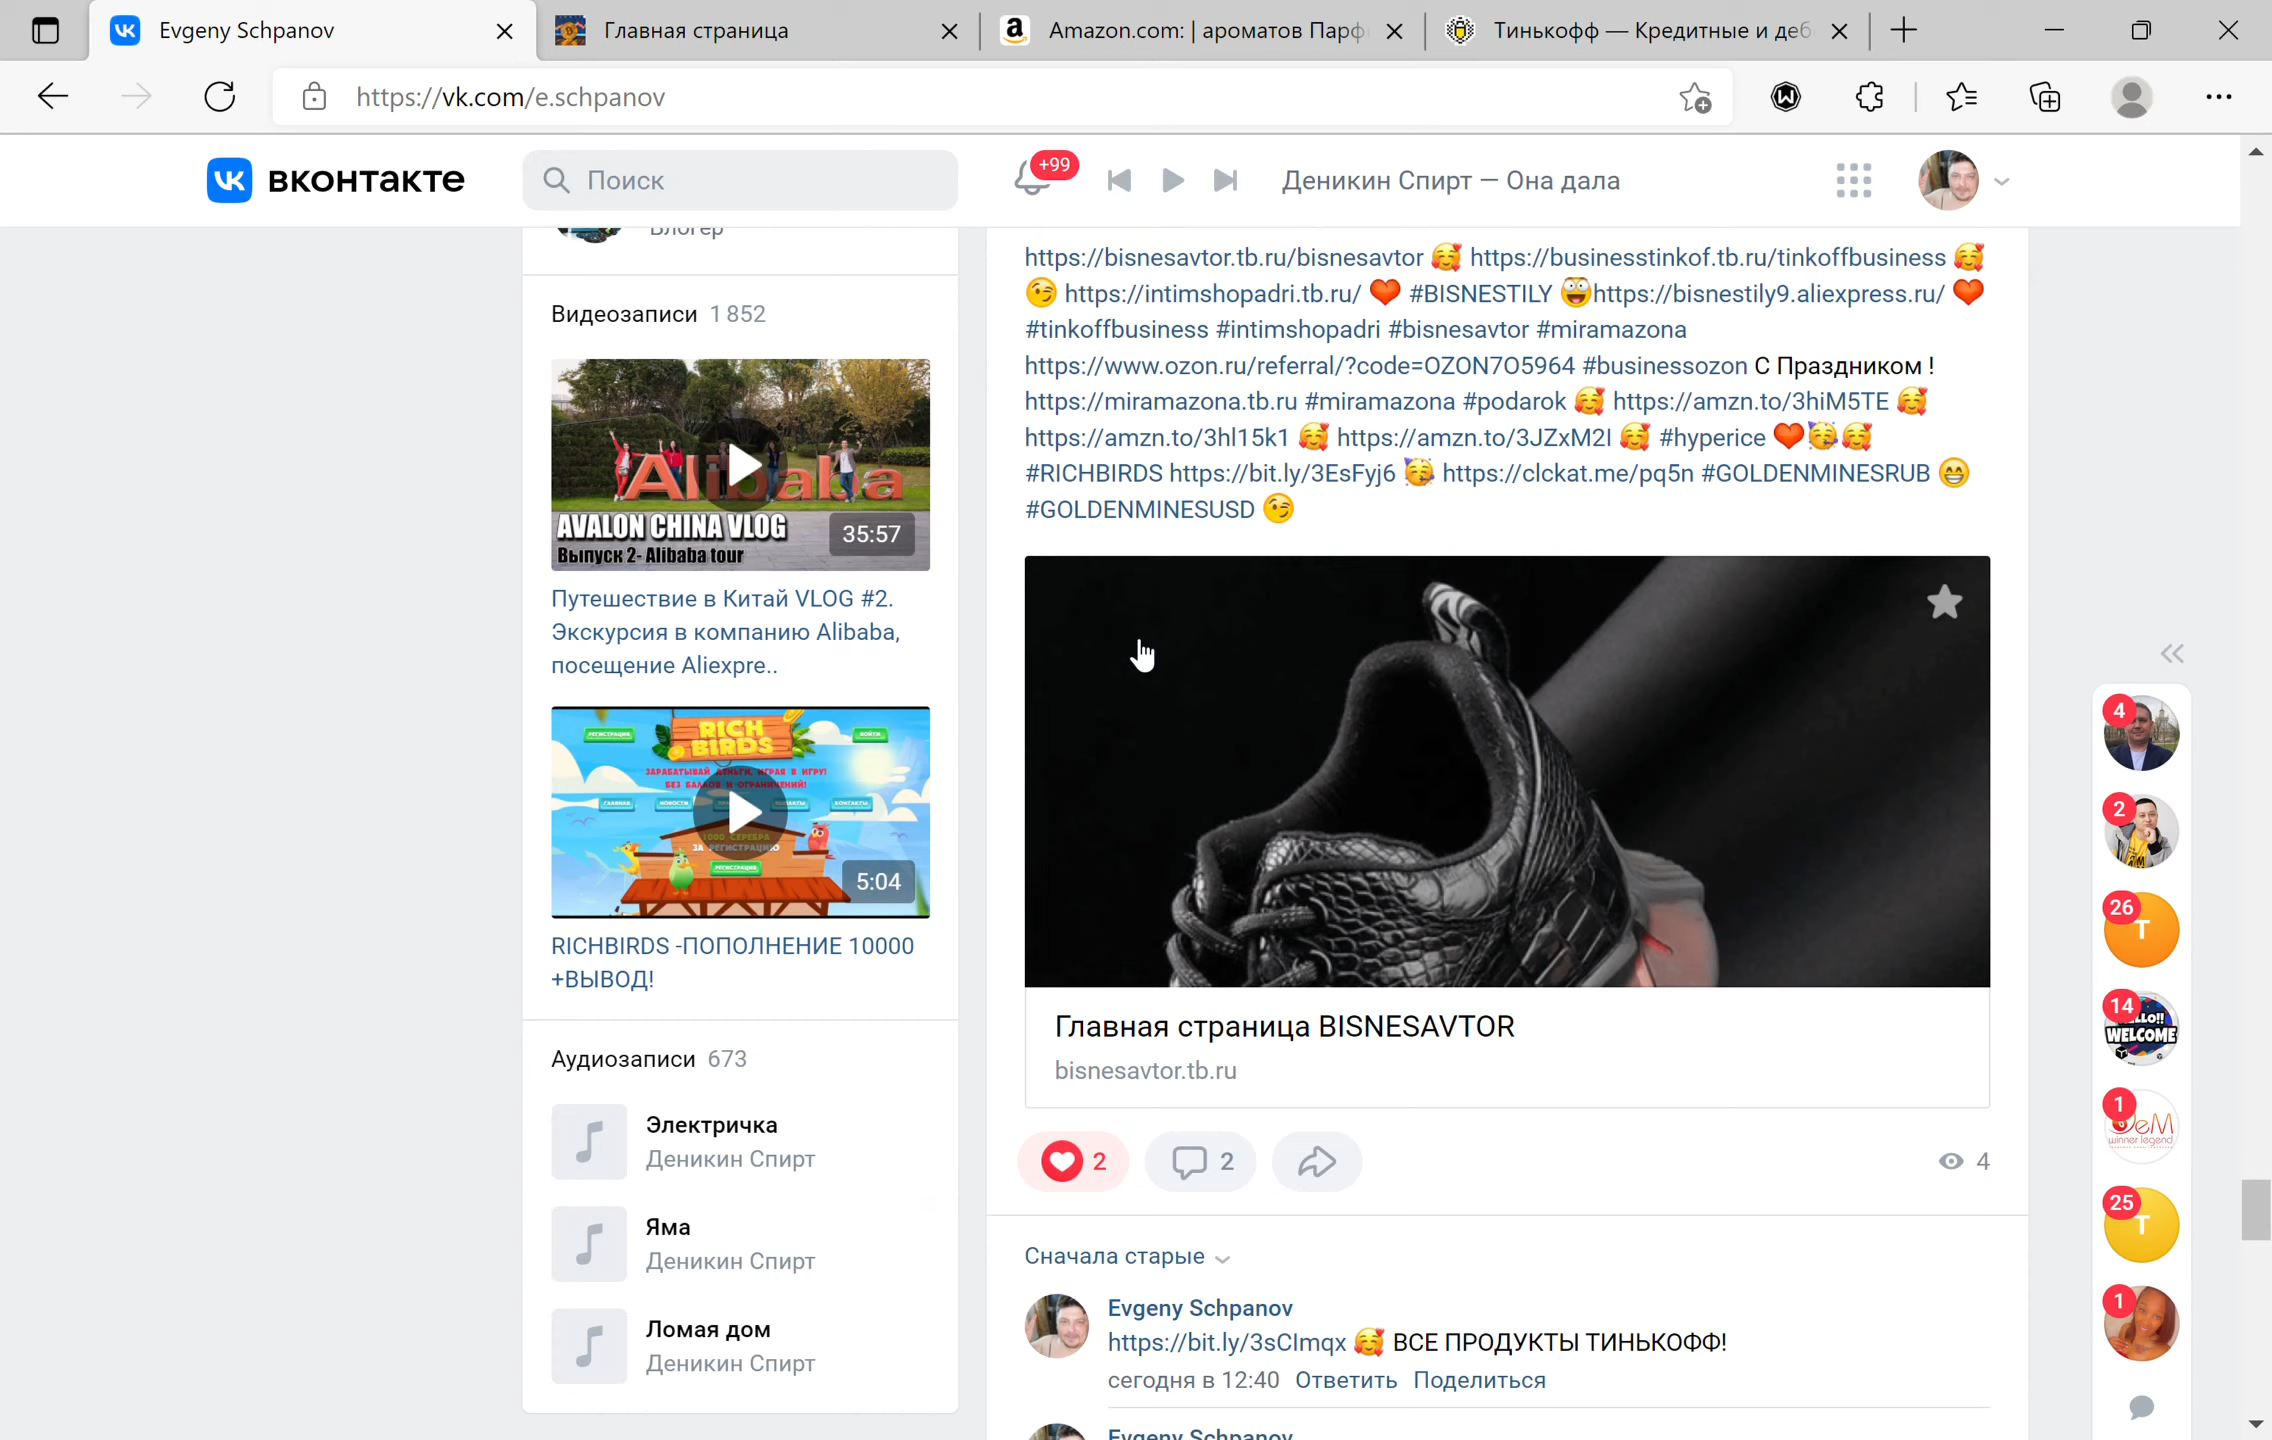 Evgeny Schpanov
Главная страница
Amazon.com: | ароматов Парф
Тинькофф — Кредитные и деб
https://vk.com/e.schpanov
вконтакте
Поиск
+99
Деникин Спирт — Она дала
Блогер
Видеозаписи 1 852
Alibaba
AVALON CHINA VLOG
Выпуск 2- Alibaba tour
35:57
Путешествие в Китай VLOG #2.
Экскурсия в компанию Alibaba,
посещение Aliexpre..
RICH
BIRDS
РЕГИСТРАЦИЯ
ВОЙТИ
ЗАРАБАТЫВАЙ ДЕНЬГИ, ИГРАЯ В ИГРУ!
БЕЗ БАЛЛОВ И ОГРАНИЧЕНИЙ!
ГЛАВНАЯ
НОВОСТИ
КОНТАКТЫ
1000 СЕРЕБРА
ЗА РЕГИСТРАЦИЮ
РЕГИСТРАЦИЯ
5:04
RICHBIRDS -ПОПОЛНЕНИЕ 10000
+ВЫВОД!
Аудиозаписи 673
Электричка
Деникин Спирт
Яма
Деникин Спирт
Ломая дом
Деникин Спирт
https://bisnesavtor.tb.ru/bisnesavtor 🥰 https://businesstinkof.tb.ru/tinkoffbusiness 🥰
😉 https://intimshopadri.tb.ru/ ❤ #BISNESTILY 🤪https://bisnestily9.aliexpress.ru/ ❤
#tinkoffbusiness #intimshopadri #bisnesavtor #miramazona
https://www.ozon.ru/referral/?code=OZON7O5964 #businessozon С Праздником !
https://miramazona.tb.ru #miramazona #podarok 🥰 https://amzn.to/3hiM5TE 🥰
https://amzn.to/3hl15k1 🥰 https://amzn.to/3JZxM2I 🥰 #hyperice ❤🥳🥰
#RICHBIRDS https://bit.ly/3EsFyj6 🥳 https://clckat.me/pq5n #GOLDENMINESRUB 😁
#GOLDENMINESUSD 😉
Главная страница BISNESAVTOR
bisnesavtor.tb.ru
2
2
4
Сначала старые
Evgeny Schpanov
https://bit.ly/3sClmqx 🥰 ВСЕ ПРОДУКТЫ ТИНЬКОФФ!
сегодня в 12:40 Ответить Поделиться
Evgeny Schpanov
4
2
26
T
14
WELCOME
1
winner legend
25
T
1